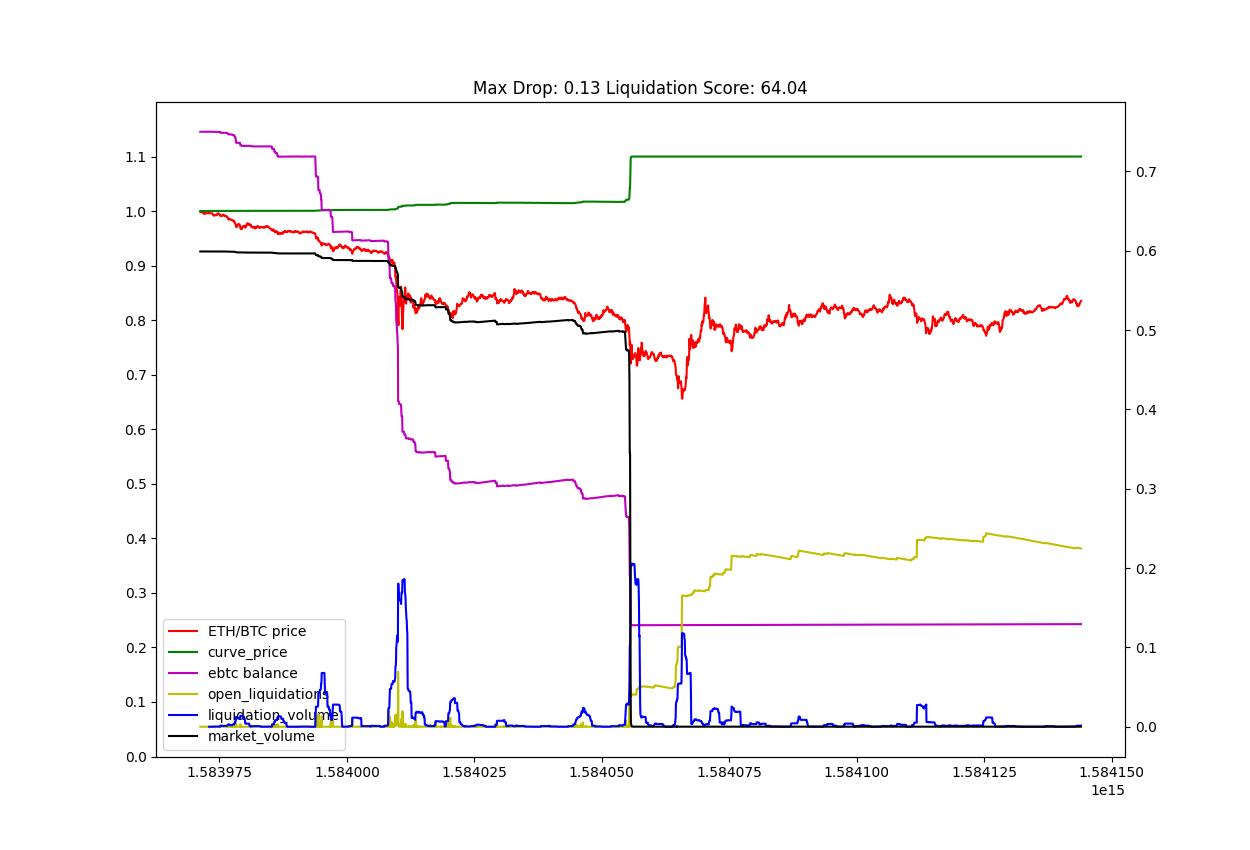 Max Drop: 0.13 Liquidation Score: 64.04
1.1
1.0
0.9
0.8
0.7
0.6
0.5
0.4
0.3
0.2
0.1
0.0
0.7
0.6
0.5
0.4
0.3
0.2
0.1
0.0
ETH/BTC price
curve_price
ebtc balance
open_liquidations
liquidation_volume
market_volume
1.583975 1.584000 1.584025 1.584050 1.584075 1.584100 1.584125 1.584150
1e15